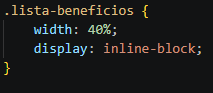 .lista-beneficios {
    width: 40%;
    display: inline-block;
}